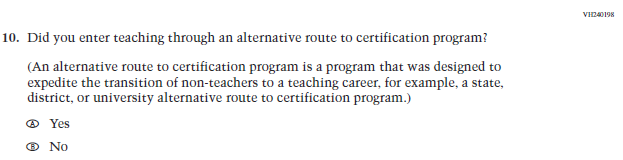 VH240198
10. Did you enter teaching through an alternative route to certification program?
(An alternative route to certification program is a program that was designed to
expedite the transition of non-teachers to a teaching career, for example, a state,
district, or university alternative route to certification program.)
Ⓐ Yes
Ⓑ No